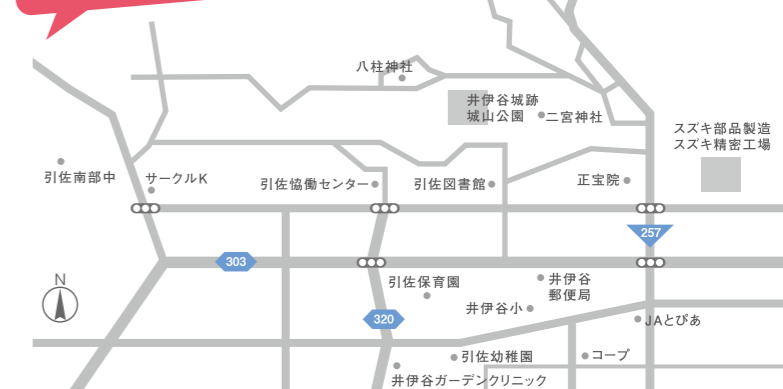 八柱神社
井伊谷城跡
城山公園
二宮神社
スズキ部品製造
スズキ精密工場
引佐南部中
サークルK
引佐協働センター
引佐図書館
正宝院
257
303
N
引佐保育園
井伊谷
郵便局
井伊谷小
320
JAとぴあ
引佐幼稚園
コープ
井伊谷ガーデンクリニック